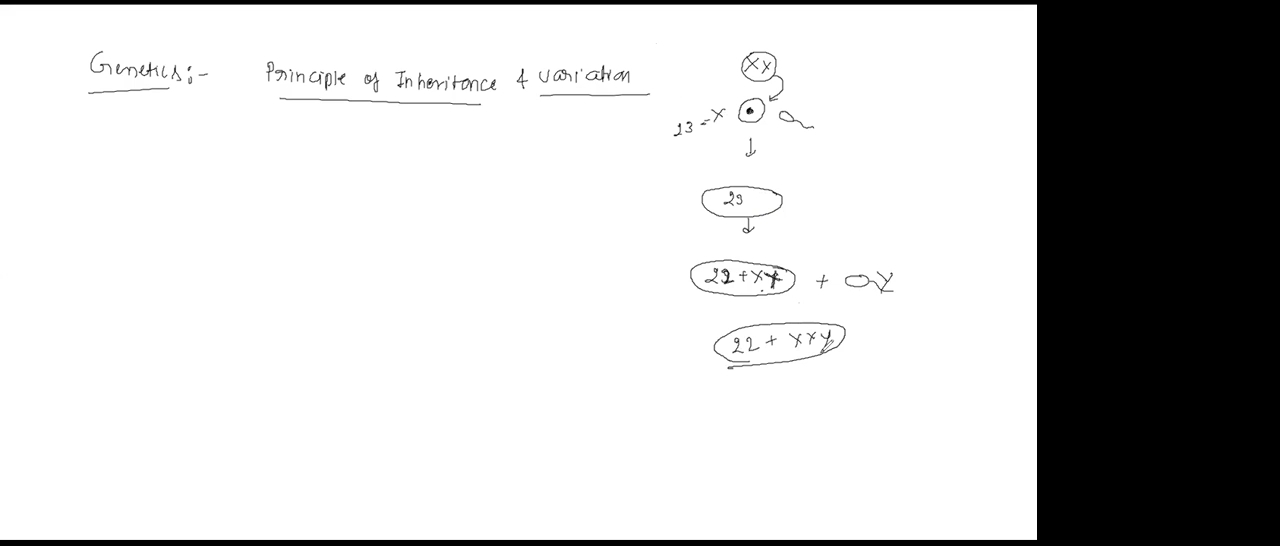 Genetics:- Principle of Inheritance & Variation
XX
23 = X
23
22+XX + Y
22 + XXY